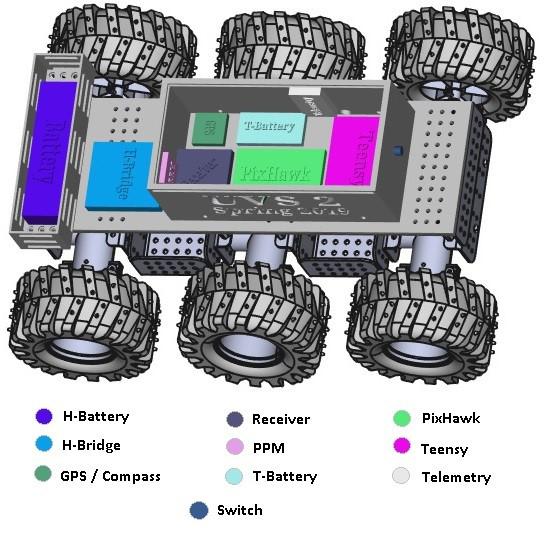 Battery
H-Bridge
GPS
T-Battery
Receiver
PixHawk
Teensy
UVS 2
Spring 2019
H-Battery
Receiver
PixHawk
H-Bridge
PPM
Teensy
GPS / Compass
T-Battery
Telemetry
Switch